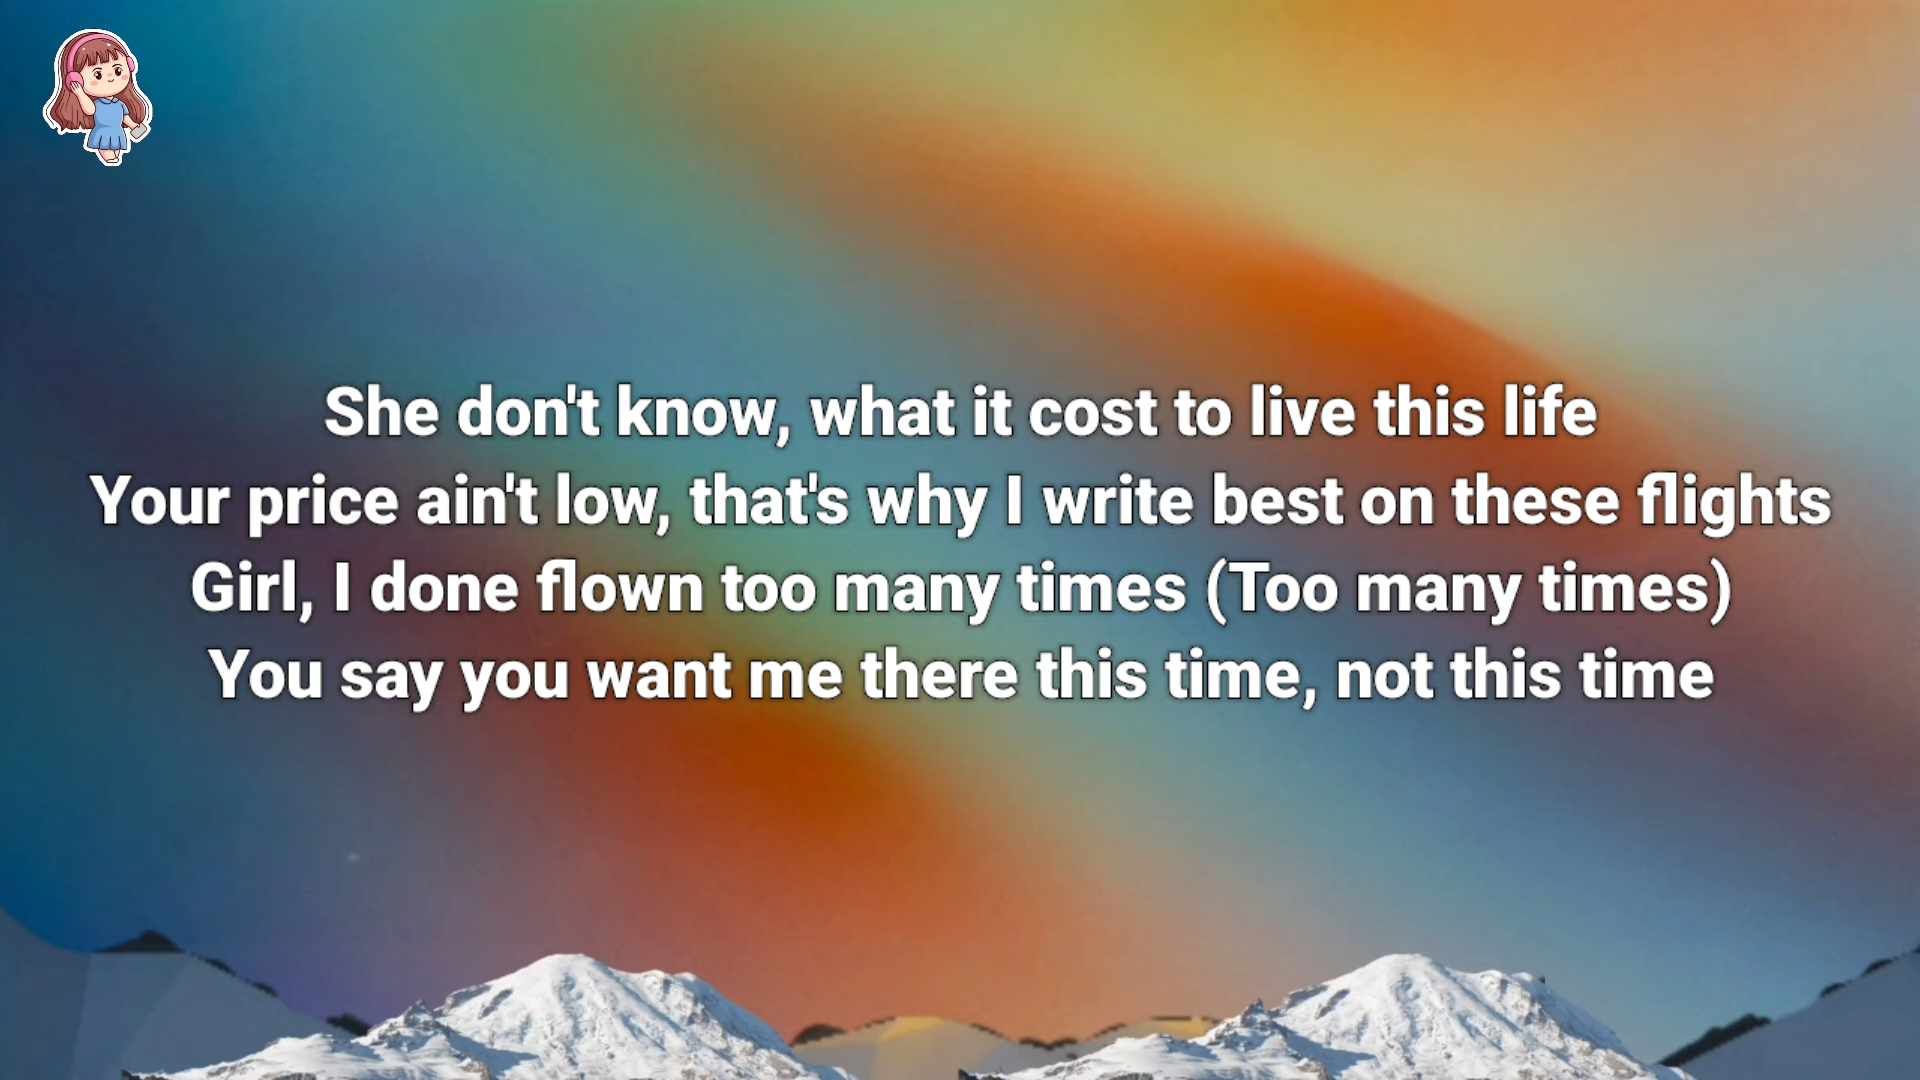 She don't know, what it cost to live this life
Your price ain't low, that's why I write best on these flights
Girl, I done flown too many times (Too many times)
You say you want me there this time, not this time